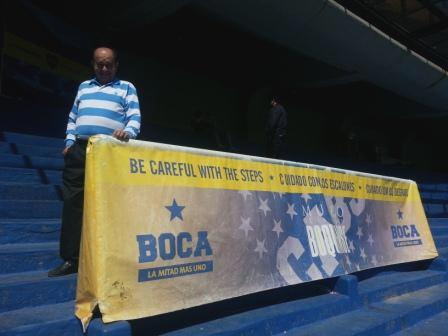 BE CAREFUL WITH THE STEPS ★ CUIDADO CON LOS ESCALONES ★ CUIDADO COM OS DEGRAUS
BOCA
LA MITAD MAS UNO
MUSEO
BOCA
LA MITAD MAS UNO